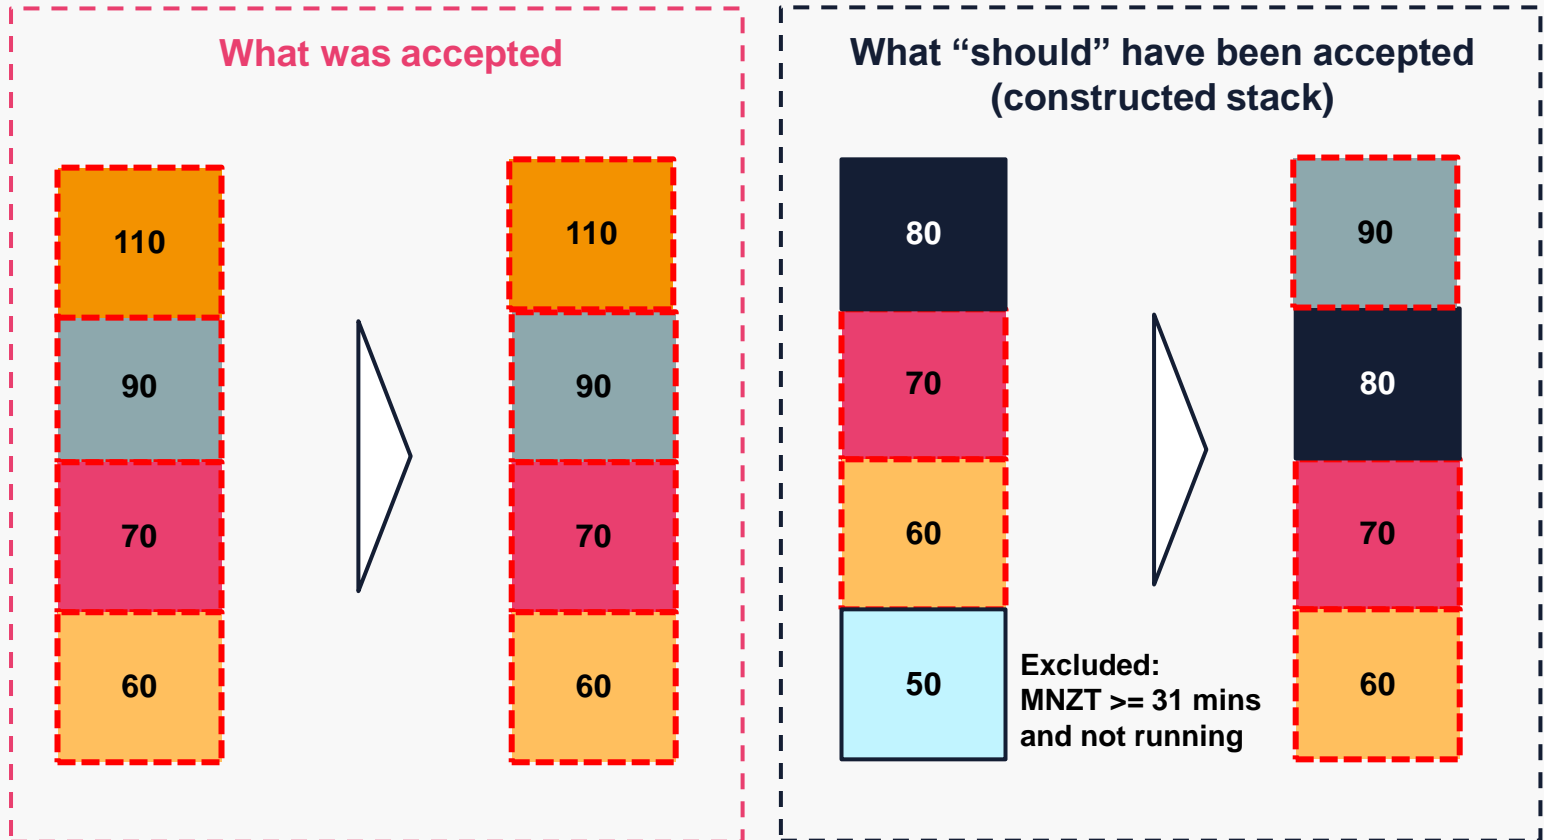 What was accepted
110
90
70
60
110
90
70
60
What “should” have been accepted
(constructed stack)
80
70
60
50
Excluded:
MNZT >= 31 mins
and not running
90
80
70
60